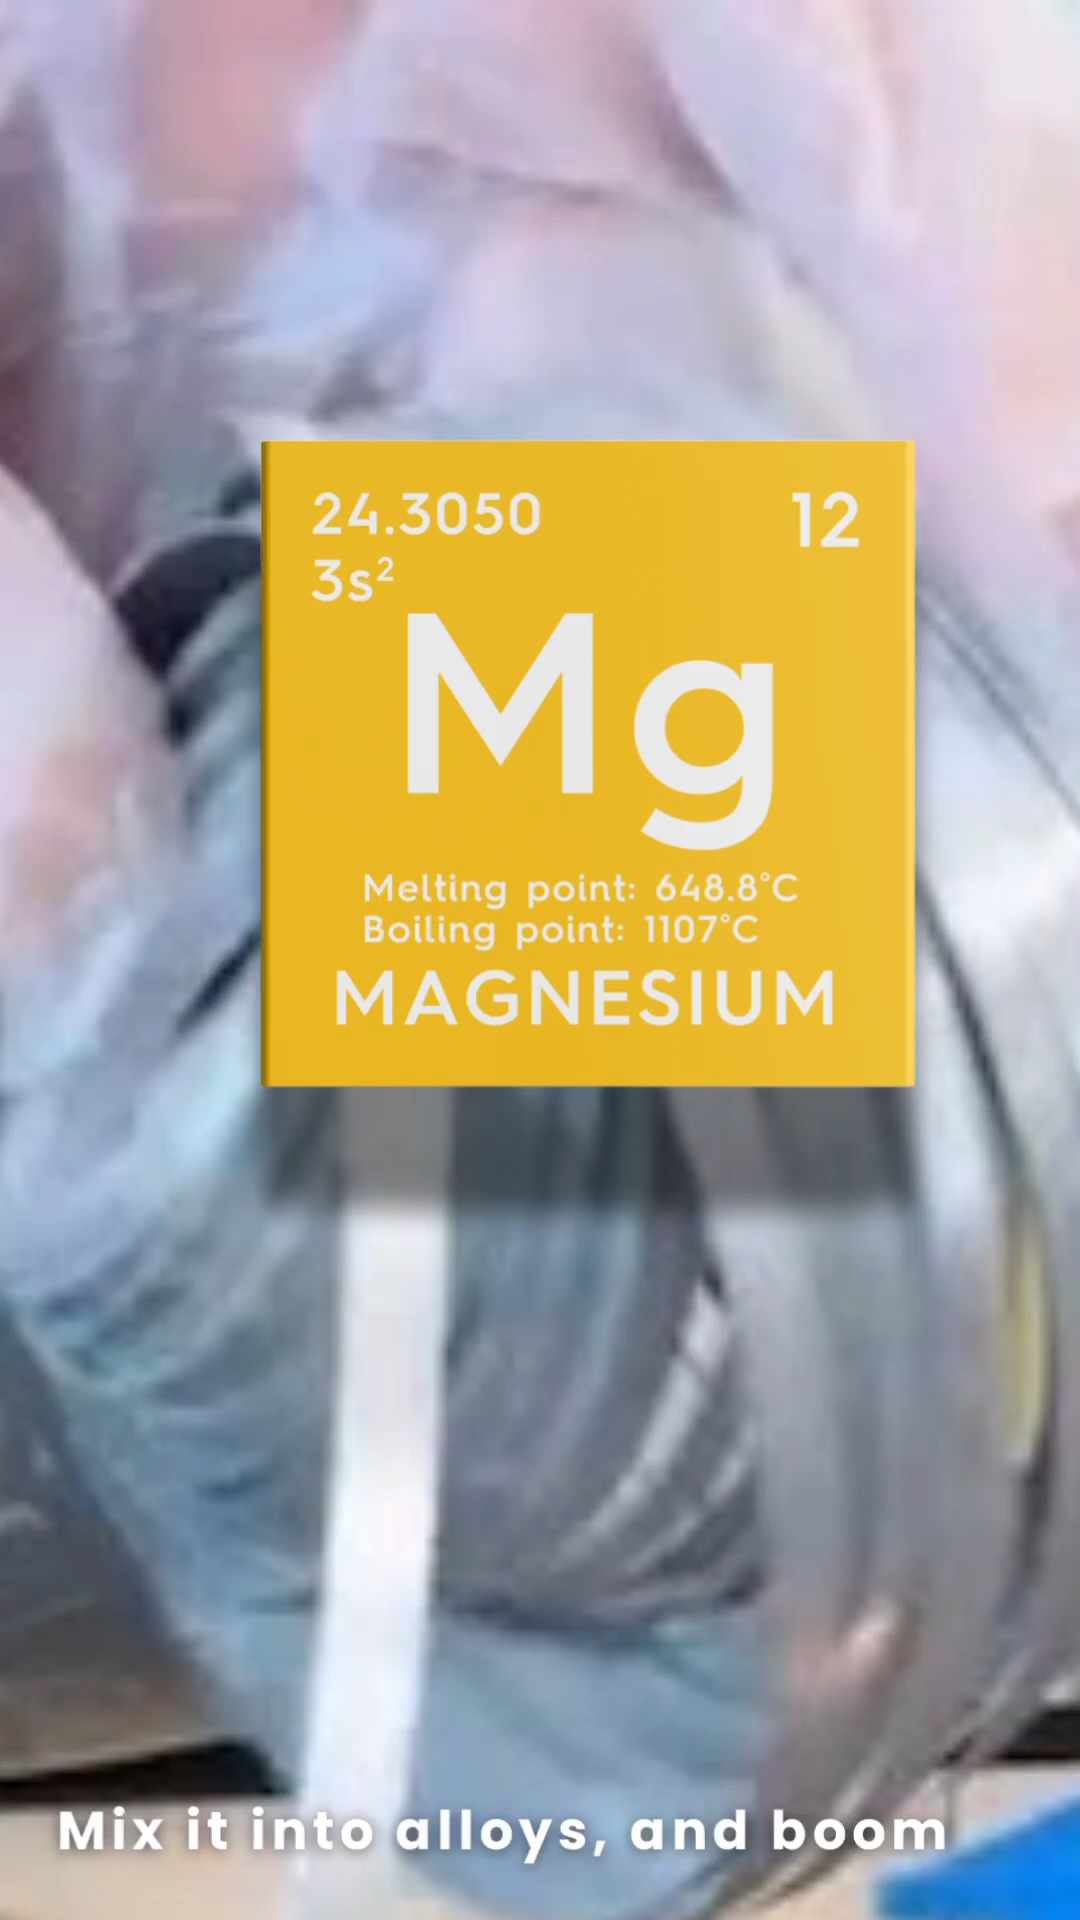 24.3050
12
3s²
Mg
Melting point: 648.8°C
Boiling point: 1107°C
MAGNESIUM
Mix it into alloys, and boom